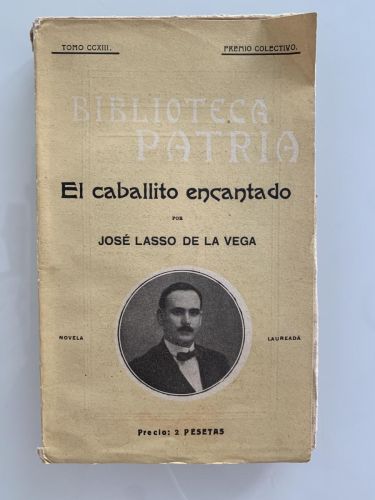 TOMO CCXIII.
PREMIO COLECTIVO.
BIBLIOTECA
PATRIA
El caballito encantado
POR
JOSÉ LASSO DE LA VEGA
NOVELA
LAUREADA
Precio: 2 PESETAS